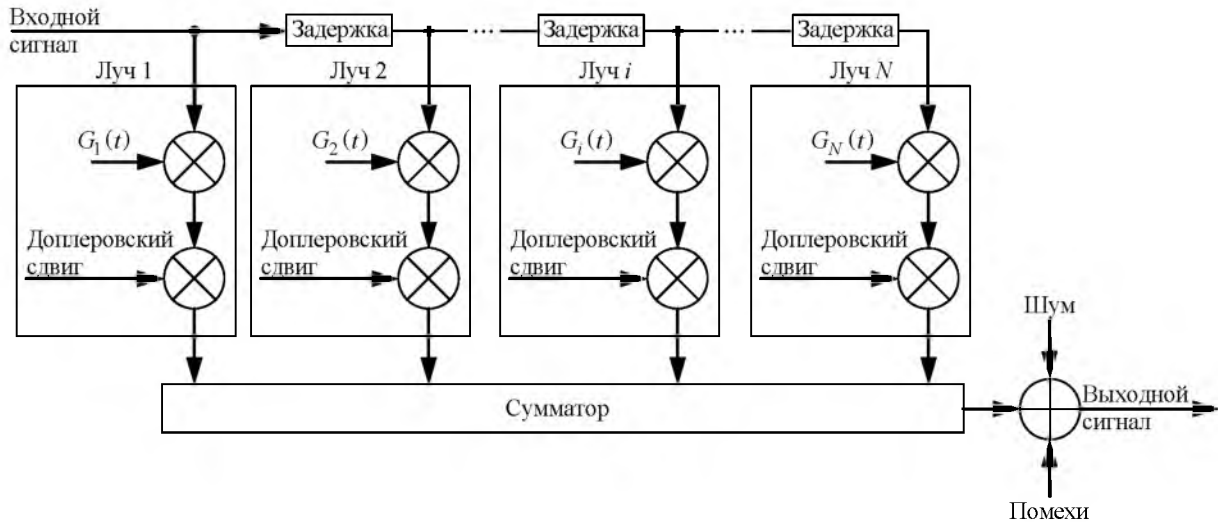 Входной
сигнал
Задержка
...
Задержка
...
Задержка
Луч 1
Луч 2
Луч i
Луч N
G1(t)
G2(t)
Gi(t)
GN(t)
Доплеровский
сдвиг
Доплеровский
сдвиг
Доплеровский
сдвиг
Доплеровский
сдвиг
Шум
Сумматор
Выходной
сигнал
Помехи